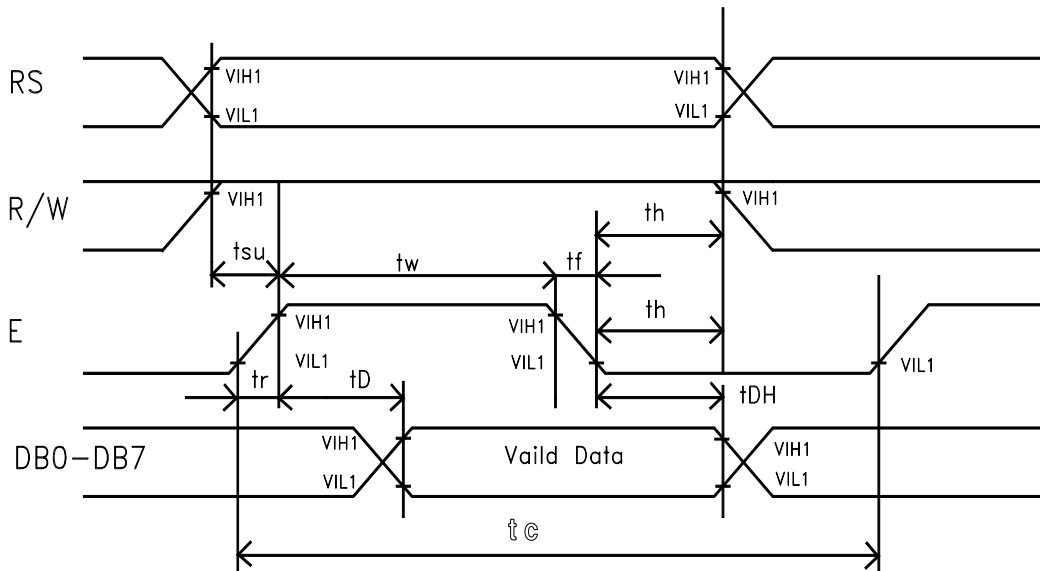 RS
VIH1
VIL1
VIH1
VIL1
R/W
VIH1
VIH1
th
tsu
tw
tf
E
VIH1
VIH1
th
VIL1
VIL1
VIL1
tr
tD
tDH
DB0-DB7
VIH1
VIL1
Vaild Data
VIH1
VIL1
tc